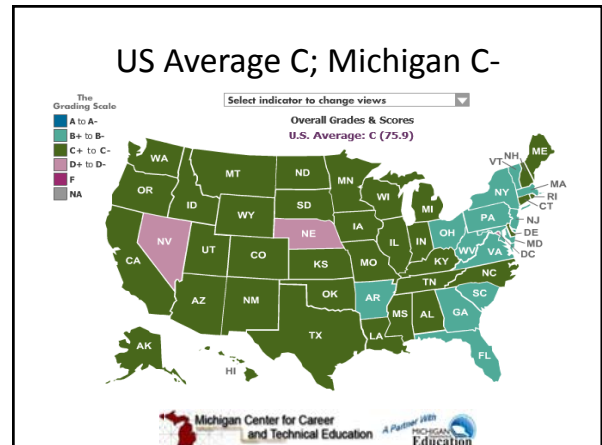 US Average C; Michigan C-
The
Grading Scale
A to A-
B+ to B-
C+ to C-
D+ to D-
F
NA
Select indicator to change views
Overall Grades & Scores
U.S. Average: C (75.9)
WA
MT
ND
MN
ME
VT
NH
OR
ID
WY
SD
WI
MI
NY
MA
RI
CT
NV
UT
CO
NE
IA
IL
IN
OH
PA
NJ
DE
MD
DC
CA
AZ
NM
KS
MO
KY
WV
VA
OK
AR
TN
NC
SC
TX
LA
MS
AL
GA
FL
AK
HI
Michigan Center for Career
and Technical Education
A Partner With
MICHIGAN
Education